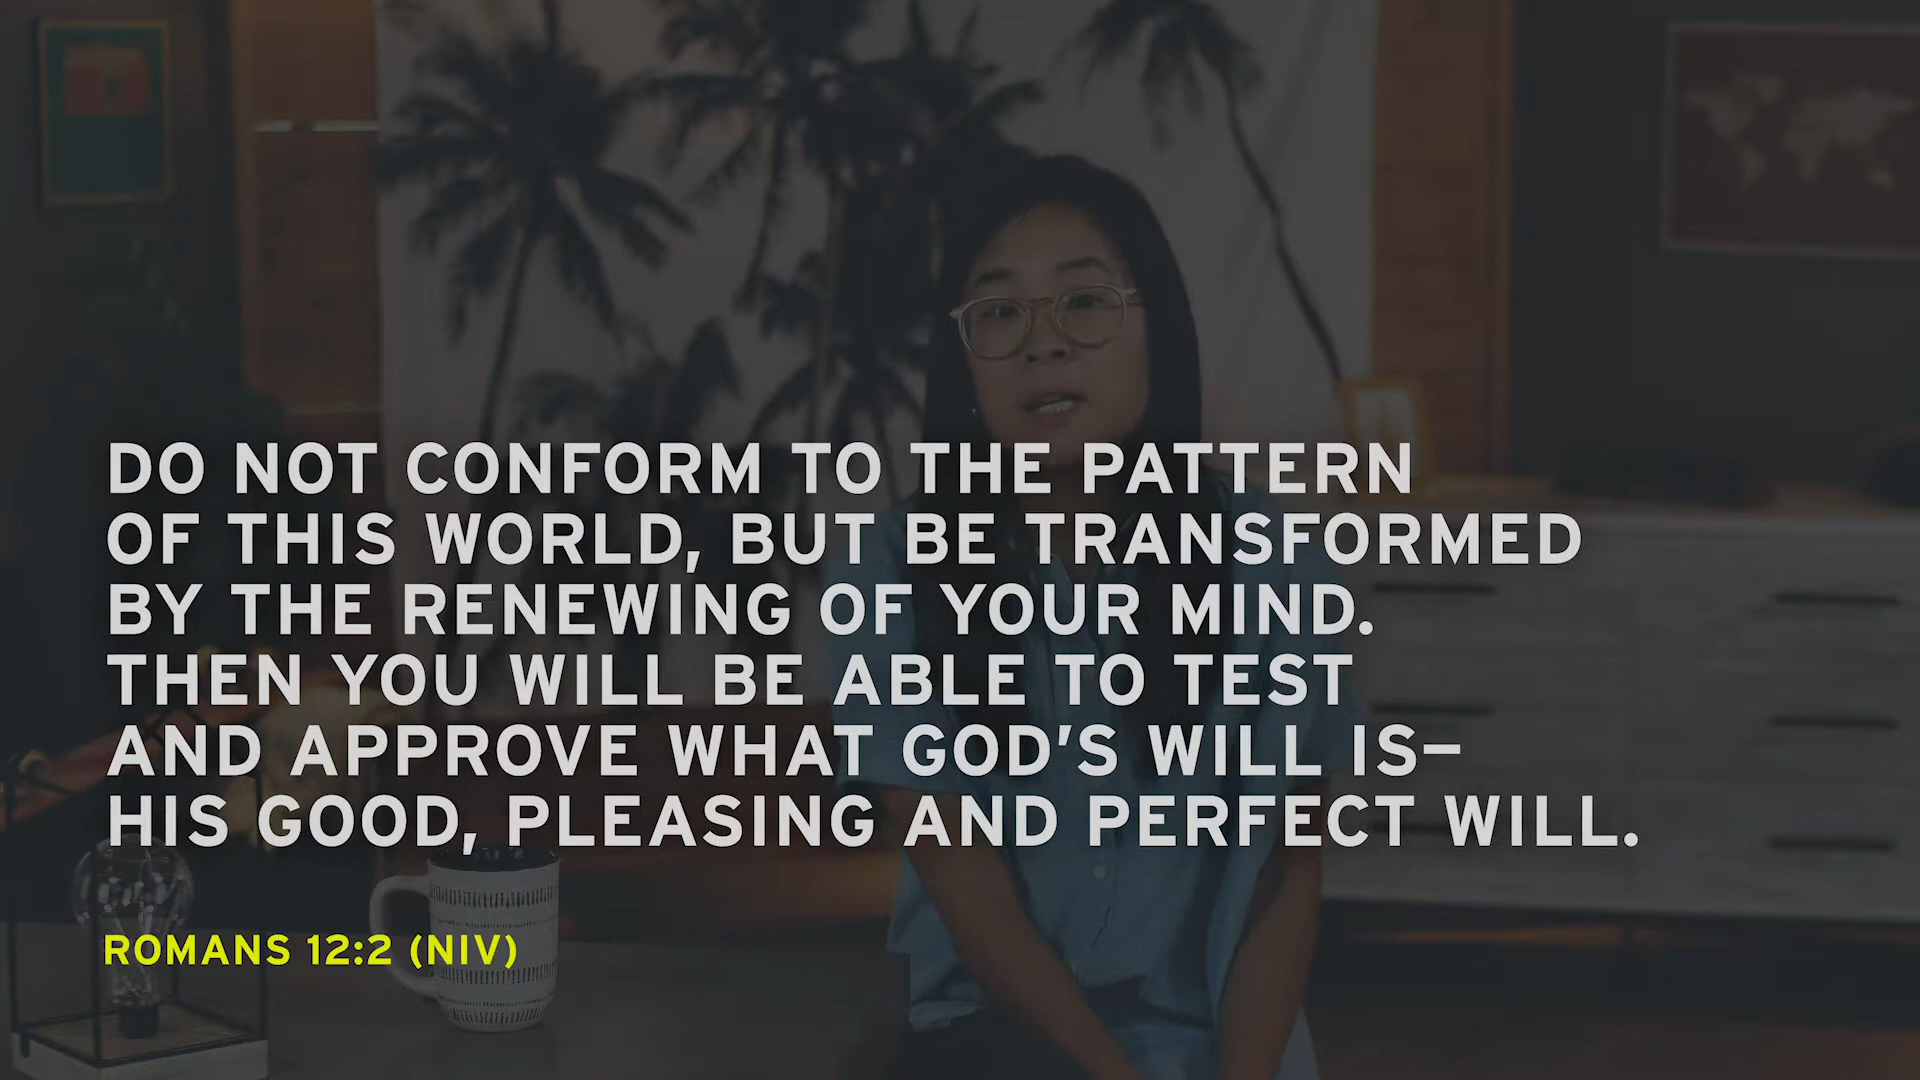 DO NOT CONFORM TO THE PATTERN
OF THIS WORLD, BUT BE TRANSFORMED
BY THE RENEWING OF YOUR MIND.
THEN YOU WILL BE ABLE TO TEST
AND APPROVE WHAT GOD'S WILL IS–
HIS GOOD, PLEASING AND PERFECT WILL.
ROMANS 12:2 (NIV)